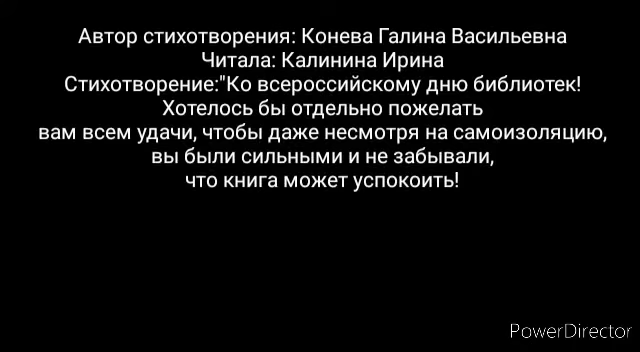 Автор стихотворения: Конева Галина Васильевна
Читала: Калинина Ирина
Стихотворение:"Ко всероссийскому дню библиотек!
Хотелось бы отдельно пожелать
вам всем удачи, чтобы даже несмотря на самоизоляцию,
вы были сильными и не забывали,
что книга может успокоить!
PowerDirector